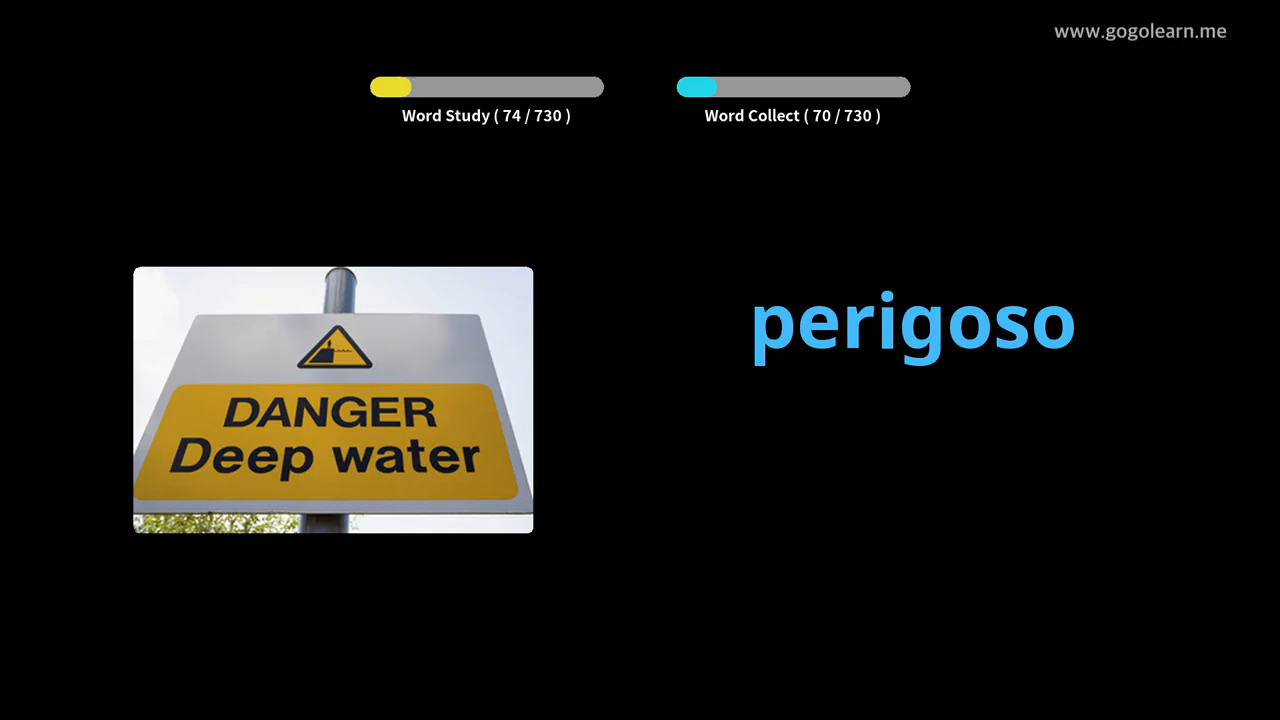 www.gogolearn.me
Word Study ( 74 / 730 )
Word Collect ( 70 / 730 )
DANGER
Deep water
perigoso